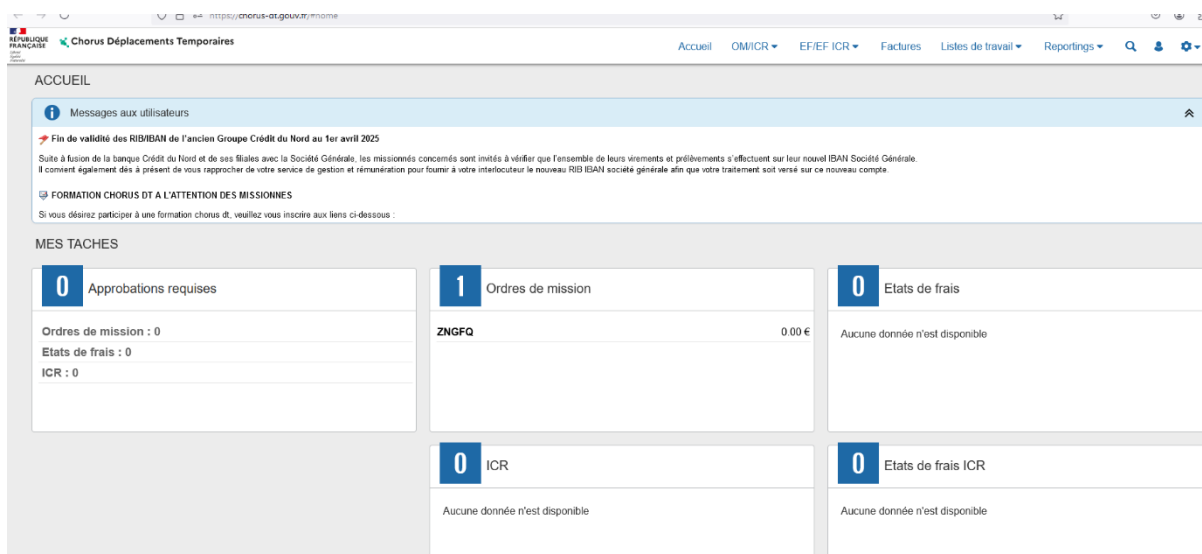 https://chorus-dt.gouv.fr/#home
RÉPUBLIQUE
FRANÇAISE
Chorus Déplacements Temporaires
Accueil OM/ICR EF/EF ICR Factures Listes de travail Reportings
ACCUEIL
Messages aux utilisateurs
Fin de validité des RIB/IBAN de l'ancien Groupe Crédit du Nord au 1er avril 2025
Suite à fusion de la banque Crédit du Nord et de ses filiales avec la Société Générale, les missionnés concernés sont invités à vérifier que l'ensemble de leurs virements et prélèvements s'effectuent sur leur nouvel IBAN Société Générale.
Il convient également dès à présent de vous rapprocher de votre service de gestion et rémunération pour fournir à votre interlocuteur le nouveau RIB IBAN société générale afin que votre traitement soit versé sur ce nouveau compte.
FORMATION CHORUS DT A L'ATTENTION DES MISSIONNES
Si vous désirez participer à une formation chorus dt, veuillez vous inscrire aux liens ci-dessous :
MES TACHES
0 Approbations requises
Ordres de mission : 0
Etats de frais : 0
ICR : 0
1 Ordres de mission
ZNGFQ 0.00 €
0 Etats de frais
Aucune donnée n'est disponible
0 ICR
Aucune donnée n'est disponible
0 Etats de frais ICR
Aucune donnée n'est disponible